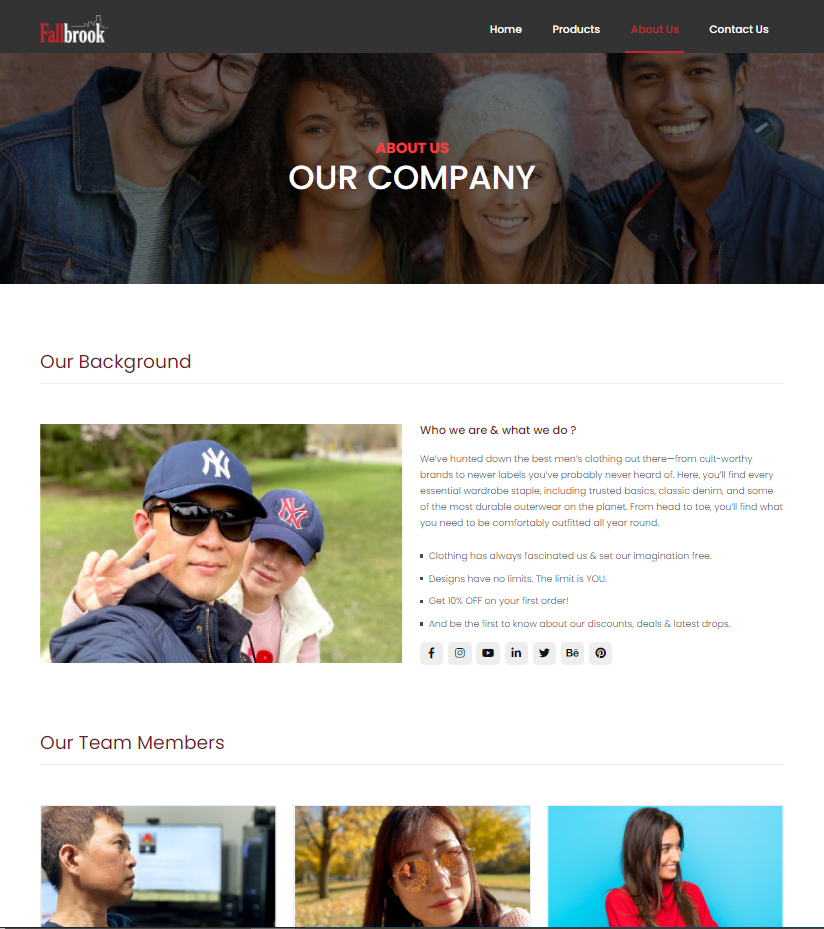 Fallbrook
Home Products About Us Contact Us
ABOUT US
OUR COMPANY
Our Background
Who we are & what we do ?
We've hunted down the best men's clothing out there—from cult-worthy
brands to newer labels you've probably never heard of. Here, you'll find every
essential wardrobe staple, including trusted basics, classic denim, and some
of the most durable outerwear on the planet. From head to toe, you'll find what
you need to be comfortably outfitted all year round.
Clothing has always fascinated us & set our imagination free.
Designs have no limits. The limit is YOU.
Get 10% OFF on your first order!
And be the first to know about our discounts, deals & latest drops.
Our Team Members